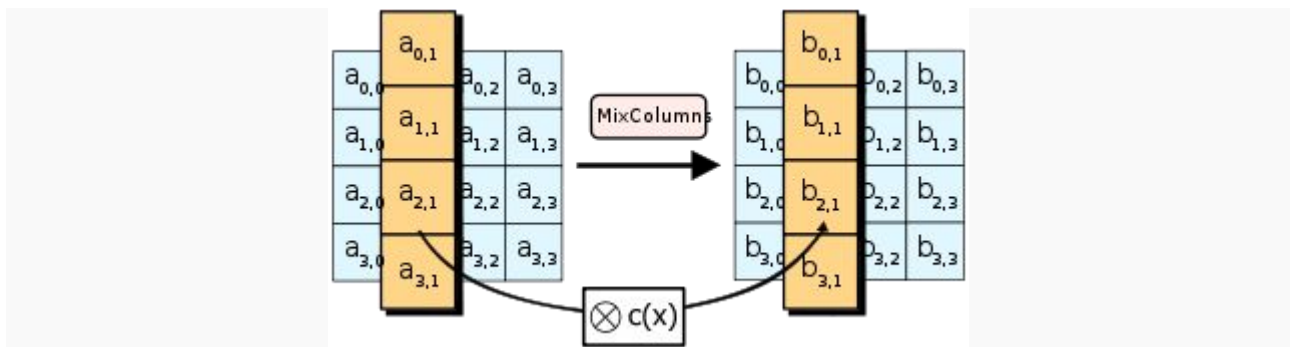 a0,1
a0,0 a0,2 a0,3
a1,1
a1,0 a1,2 a1,3
a2,1
a2,0 a2,2 a2,3
a3,1
a3,0 a3,2 a3,3
MixColumns
b0,1
b0,0 b0,2 b0,3
b1,1
b1,0 b1,2 b1,3
b2,1
b2,0 b2,2 b2,3
b3,1
b3,0 b3,2 b3,3
⊗ c(x)